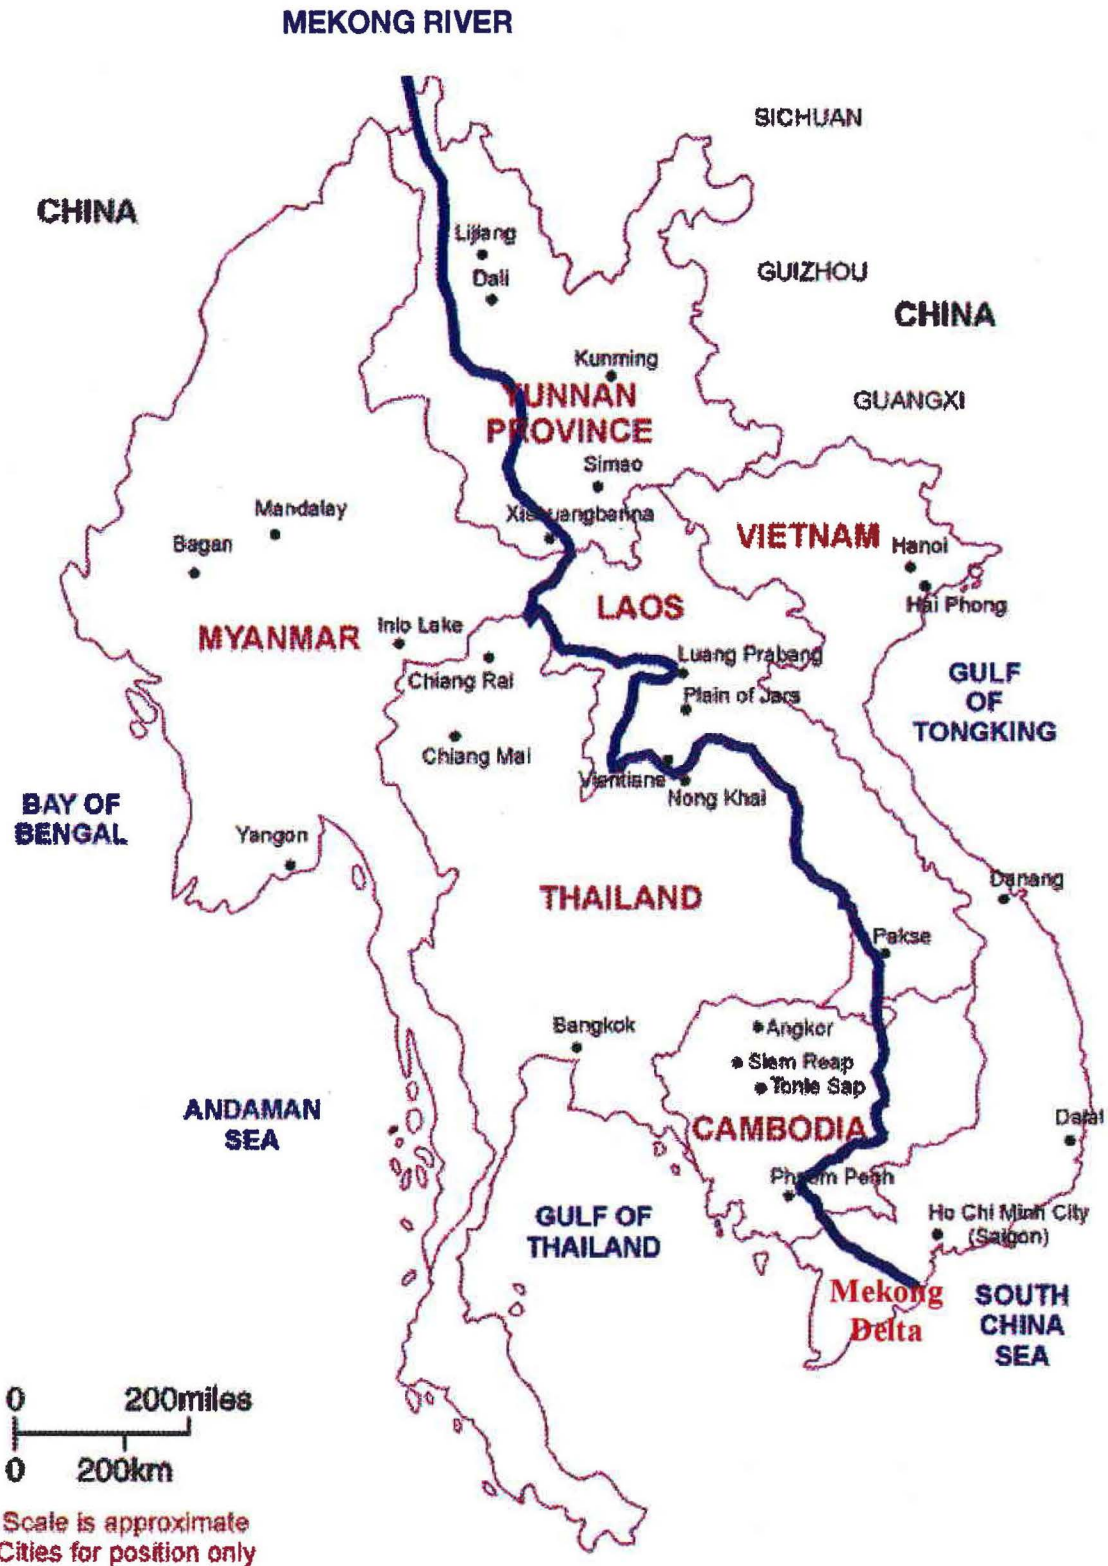 MEKONG RIVER
SICHUAN
CHINA
Lijiang
Dali
GUIZHOU
CHINA
Kunming
YUNNAN
PROVINCE
GUANGXI
Simao
Xishuangbanna
Mandalay
Bagan
VIETNAM
Hanoi
Hai Phong
LAOS
MYANMAR
Inlo Lake
Chiang Rai
Luang Prabang
Plain of Jars
GULF
OF
TONGKING
Chiang Mai
Vientiane
Nong Khai
BAY OF
BENGAL
Yangon
THAILAND
Danang
Pakse
Bangkok
Angkor
Siem Reap
Tonle Sap
ANDAMAN
SEA
CAMBODIA
Dalat
Phnom Penh
GULF OF
THAILAND
Ho Chi Minh City
(Saigon)
Mekong
Delta
SOUTH
CHINA
SEA
0 200miles
0 200km
Scale is approximate
Cities for position only